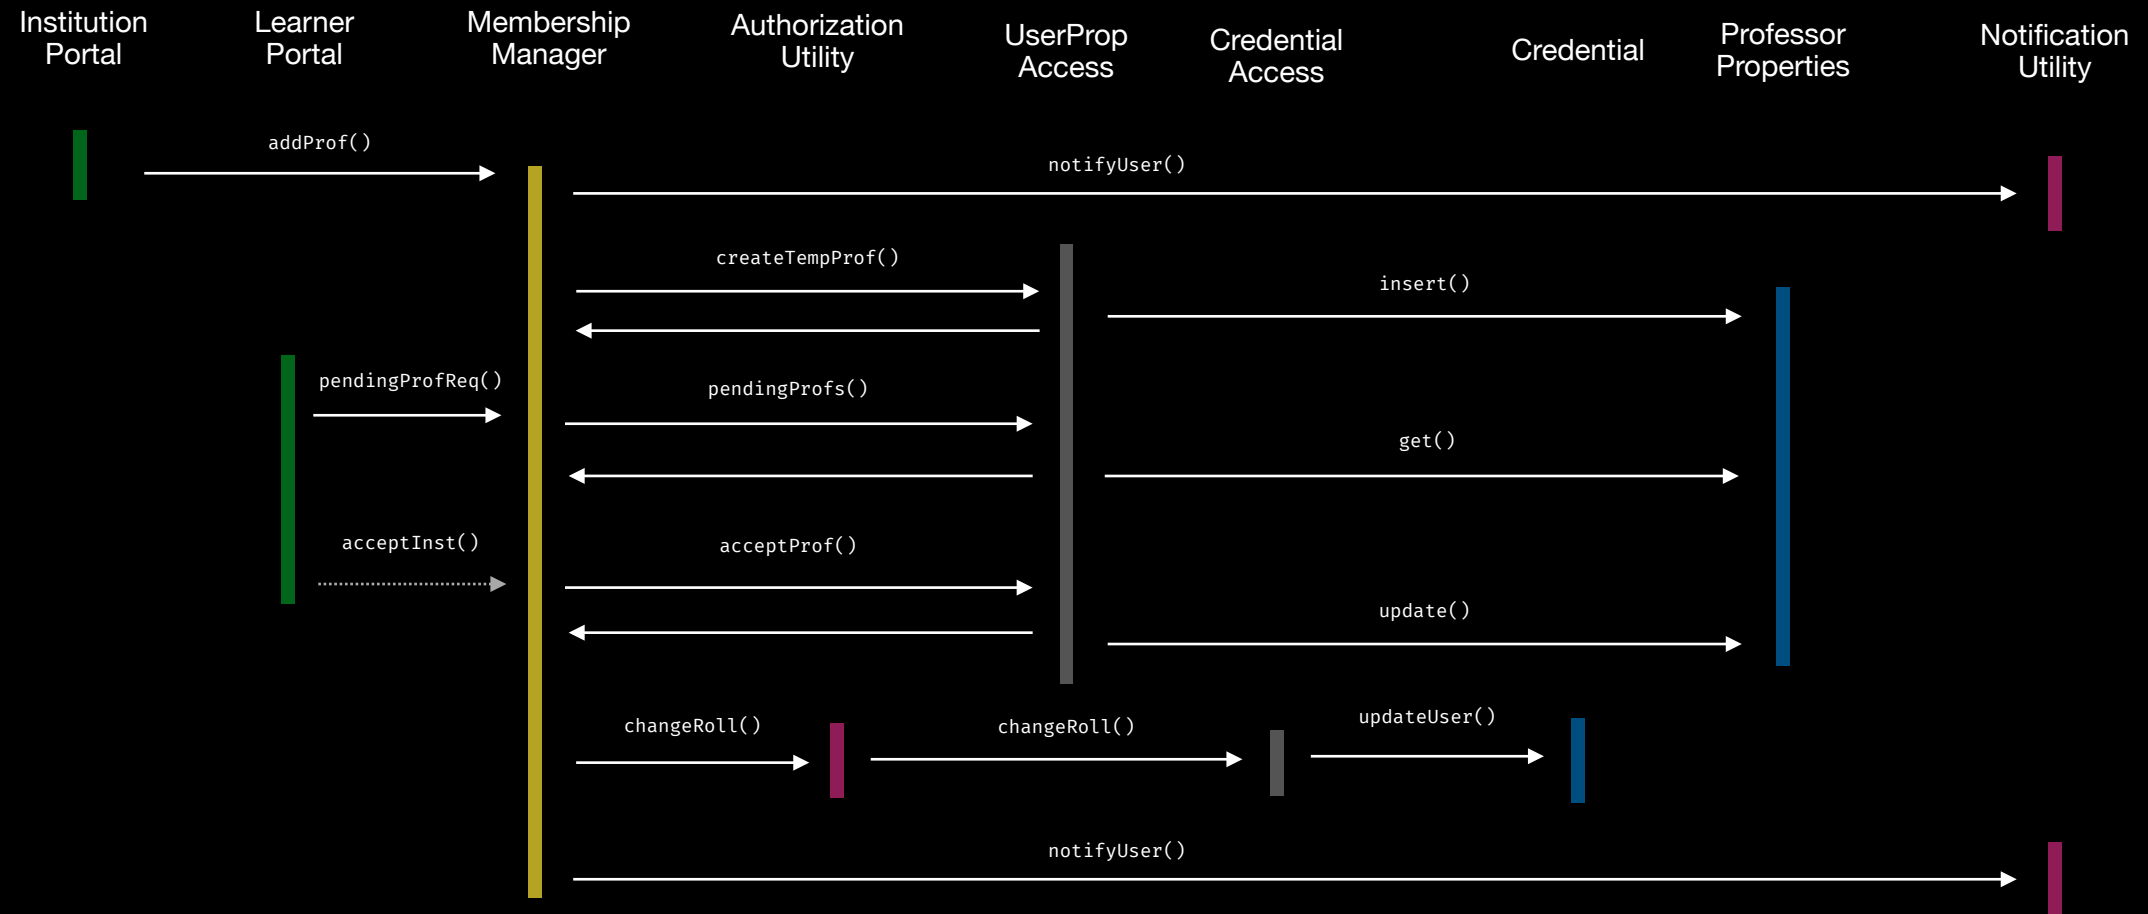 Institution
Portal
Learner
Portal
Membership
Manager
Authorization
Utility
UserProp
Access
Credential
Access
Credential
Professor
Properties
Notification
Utility
addProf()
notifyUser()
createTempProf()
insert()
pendingProfReq()
pendingProfs()
get()
acceptInst()
acceptProf()
update()
changeRoll()
changeRoll()
updateUser()
notifyUser()